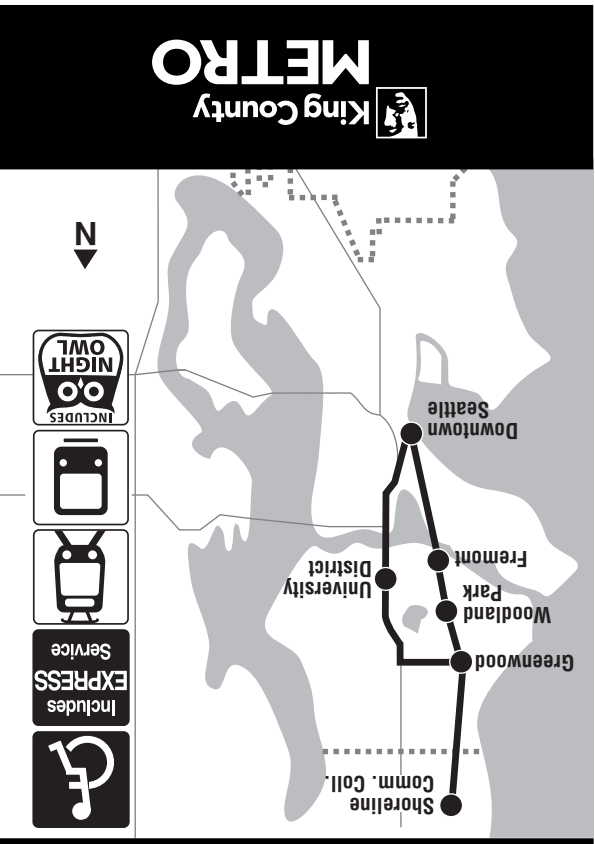 Shoreline
Comm. Coll.
Greenwood
Woodland
Park
Fremont
University
District
Downtown
Seattle
Includes
EXPRESS
Service
INCLUDES
NIGHT
OWL
N
King County
METRO